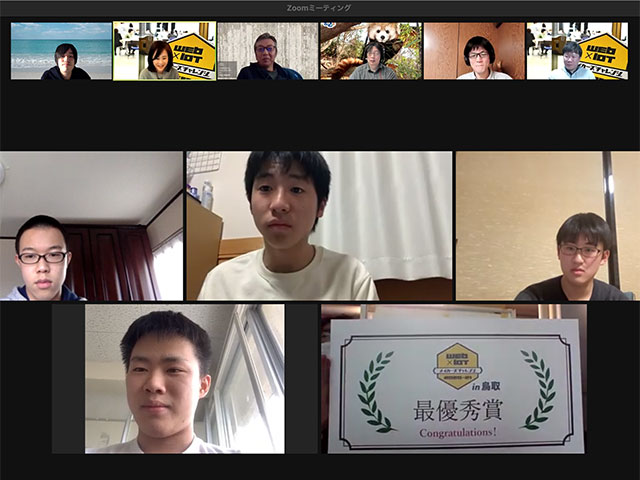 Zoomミーティング
WEB
×IOT
WEB
×IOT
WEB
×IOT
メイカーズチャレンジ
in 鳥取
最優秀賞
Congratulations!